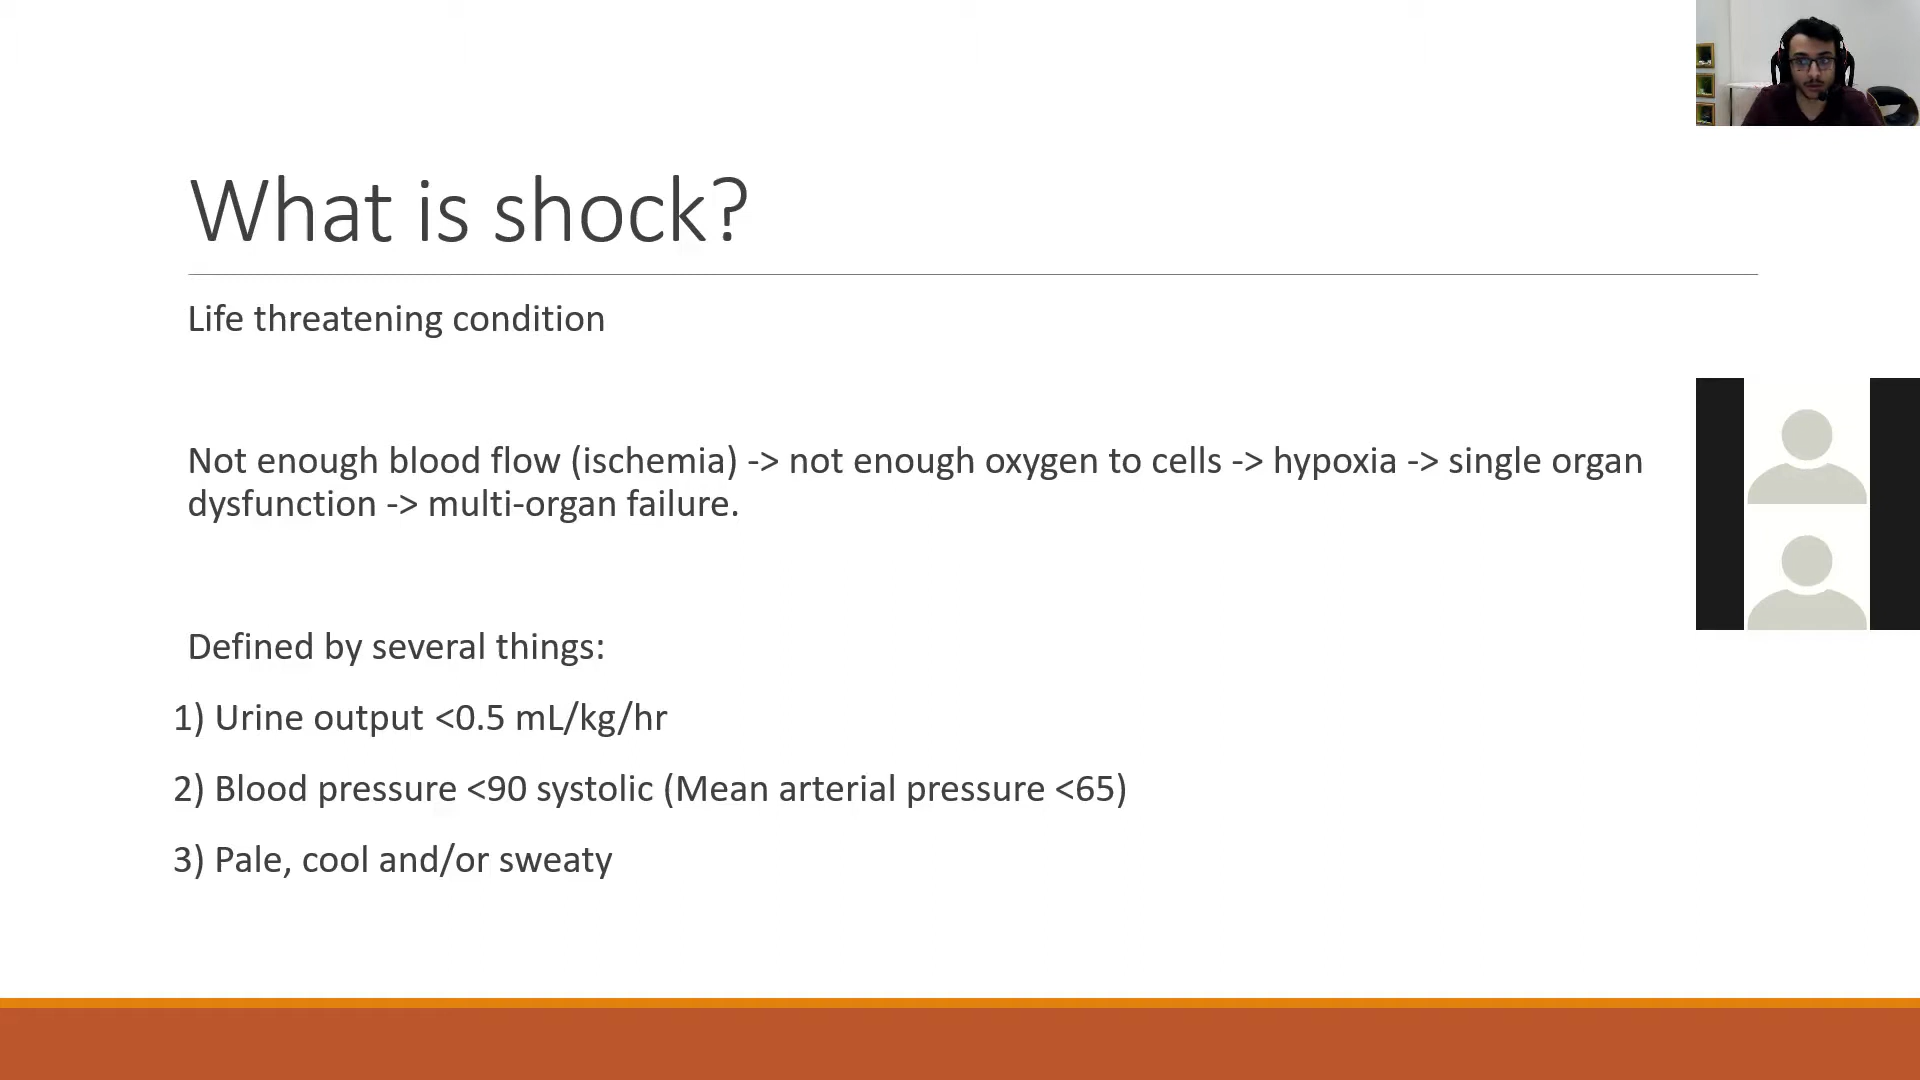 What is shock?
Life threatening condition
Not enough blood flow (ischemia) -> not enough oxygen to cells -> hypoxia -> single organ
dysfunction -> multi-organ failure.
Defined by several things:
1) Urine output <0.5 mL/kg/hr
2) Blood pressure <90 systolic (Mean arterial pressure <65)
3) Pale, cool and/or sweaty